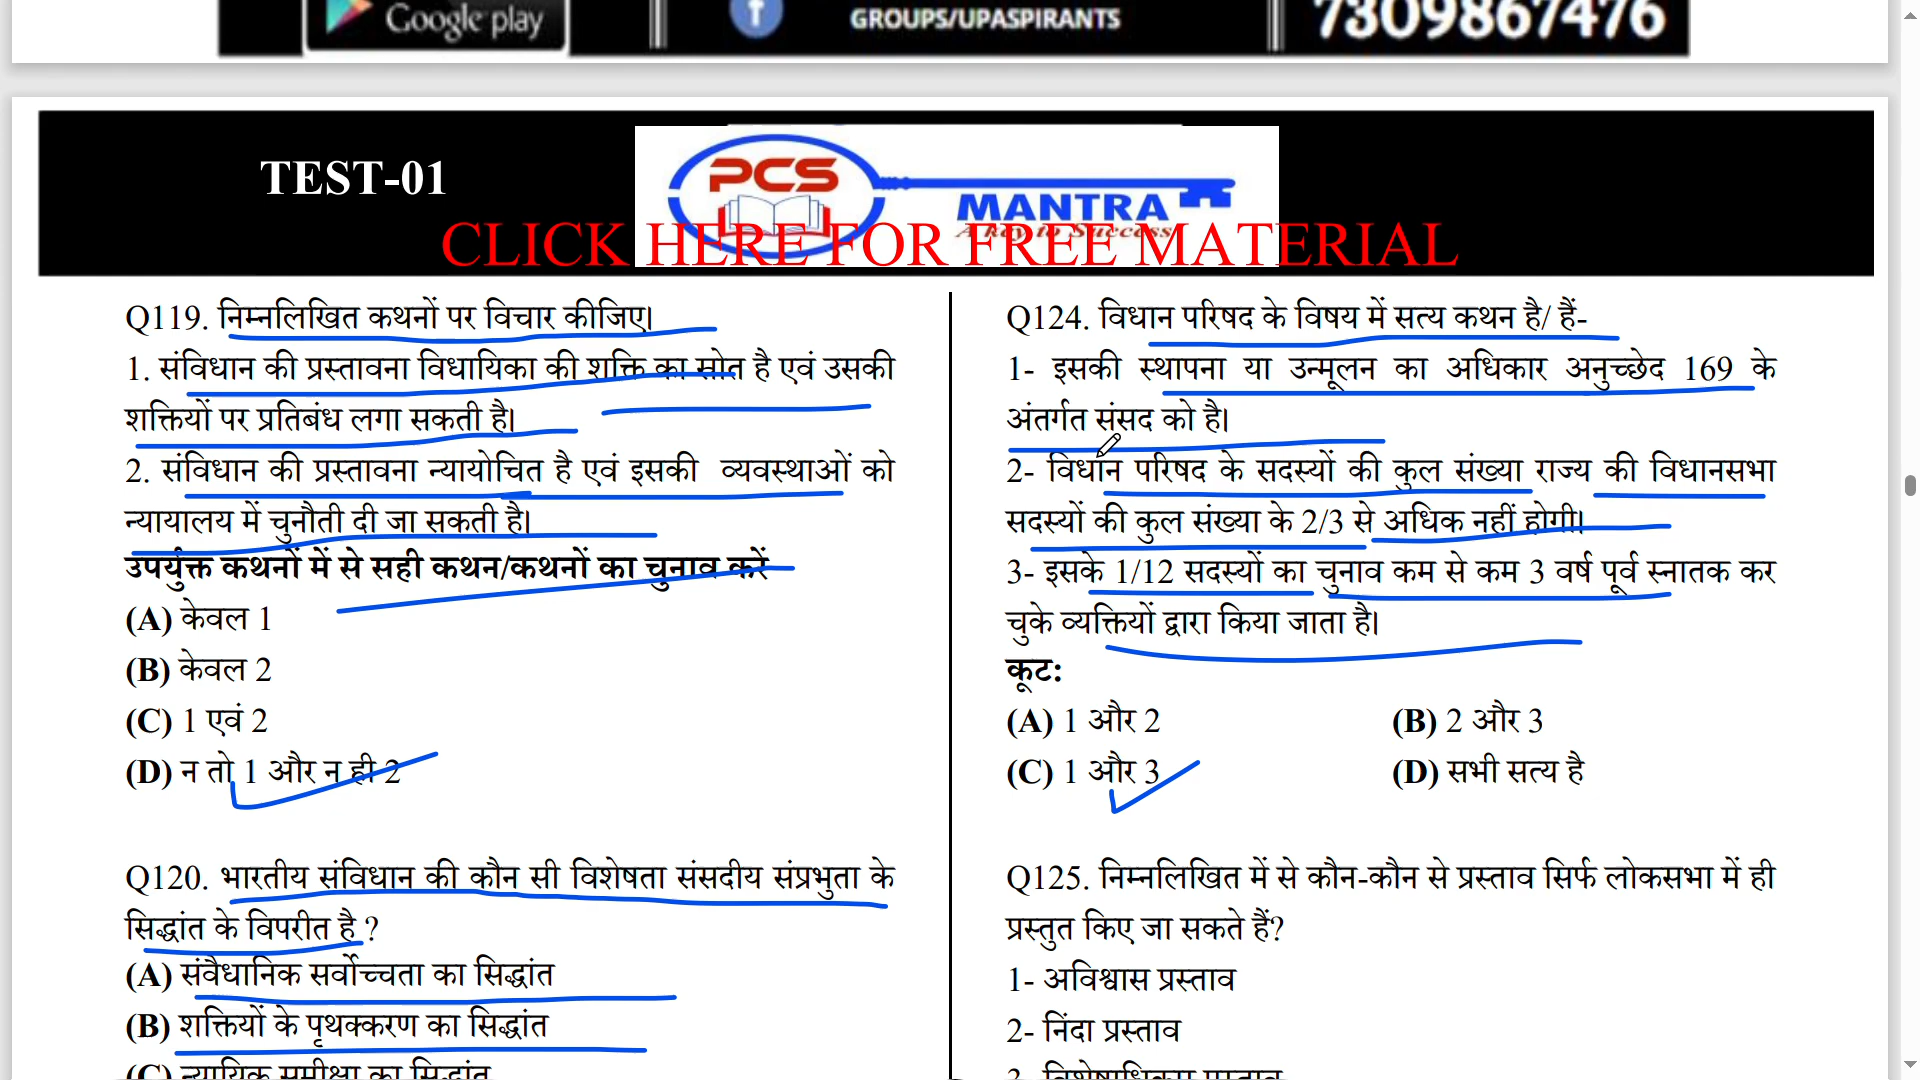 Google play
GROUPS/UPASPIRANTS
7309867476
TEST-01
PCS
MANTRA
A key to Success
CLICK HERE FOR FREE MATERIAL
Q119. निम्नलिखित कथनों पर विचार कीजिए।
1. संविधान की प्रस्तावना विधायिका की शक्ति का स्रोत है एवं उसकी
शक्तियों पर प्रतिबंध लगा सकती है।
2. संविधान की प्रस्तावना न्यायोचित है एवं इसकी व्यवस्थाओं को
न्यायालय में चुनौती दी जा सकती है।
उपर्युक्त कथनों में से सही कथन/कथनों का चुनाव करें
(A) केवल 1
(B) केवल 2
(C) 1 एवं 2
(D) न तो 1 और न ही 2
Q120. भारतीय संविधान की कौन सी विशेषता संसदीय संप्रभुता के
सिद्धांत के विपरीत है ?
(A) संवैधानिक सर्वोच्चता का सिद्धांत
(B) शक्तियों के पृथक्करण का सिद्धांत
(C) न्यायिक समीक्षा का सिद्धांत
Q124. विधान परिषद के विषय में सत्य कथन है/ हैं-
1- इसकी स्थापना या उन्मूलन का अधिकार अनुच्छेद 169 के
अंतर्गत संसद को है।
2- विधान परिषद के सदस्यों की कुल संख्या राज्य की विधानसभा
सदस्यों की कुल संख्या के 2/3 से अधिक नहीं होगी।
3- इसके 1/12 सदस्यों का चुनाव कम से कम 3 वर्ष पूर्व स्नातक कर
चुके व्यक्तियों द्वारा किया जाता है।
कूट:
(A) 1 और 2 (B) 2 और 3
(C) 1 और 3 (D) सभी सत्य है
Q125. निम्नलिखित में से कौन-कौन से प्रस्ताव सिर्फ लोकसभा में ही
प्रस्तुत किए जा सकते हैं?
1- अविश्वास प्रस्ताव
2- निंदा प्रस्ताव
3- विशेषाधिकार प्रस्ताव